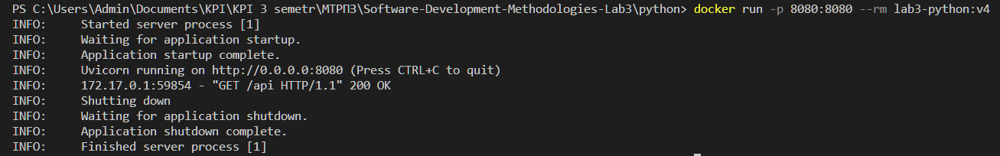 PS C:\Users\Admin\Documents\KPI\KPI 3 semetr\МТРПЗ\Software-Development-Methodologies-Lab3\python> docker run -p 8080:8080 --rm lab3-python:v4
INFO:     Started server process [1]
INFO:     Waiting for application startup.
INFO:     Application startup complete.
INFO:     Uvicorn running on http://0.0.0.0:8080 (Press CTRL+C to quit)
INFO:     172.17.0.1:59854 - "GET /api HTTP/1.1" 200 OK
INFO:     Shutting down
INFO:     Waiting for application shutdown.
INFO:     Application shutdown complete.
INFO:     Finished server process [1]